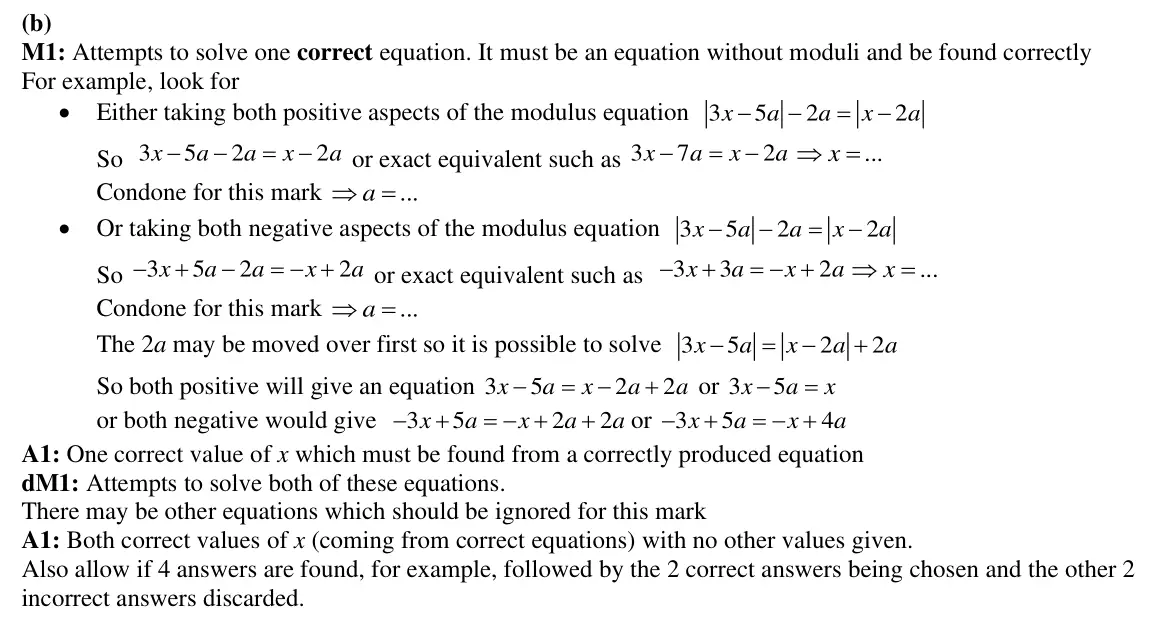 (b)
M1: Attempts to solve one correct equation. It must be an equation without moduli and be found correctly
For example, look for
• Either taking both positive aspects of the modulus equation |3x−5a|−2a=|x−2a|
So 3x−5a−2a=x−2a or exact equivalent such as 3x−7a=x−2a⇒x=...
Condone for this mark ⇒a=...
• Or taking both negative aspects of the modulus equation |3x−5a|−2a=|x−2a|
So −3x+5a−2a=−x+2a or exact equivalent such as −3x+3a=−x+2a⇒x=...
Condone for this mark ⇒a=...
The 2a may be moved over first so it is possible to solve |3x−5a|=|x−2a|+2a
So both positive will give an equation 3x−5a=x−2a+2a or 3x−5a=x
or both negative would give −3x+5a=−x+2a+2a or −3x+5a=−x+4a
A1: One correct value of x which must be found from a correctly produced equation
dM1: Attempts to solve both of these equations.
There may be other equations which should be ignored for this mark
A1: Both correct values of x (coming from correct equations) with no other values given.
Also allow if 4 answers are found, for example, followed by the 2 correct answers being chosen and the other 2
incorrect answers discarded.